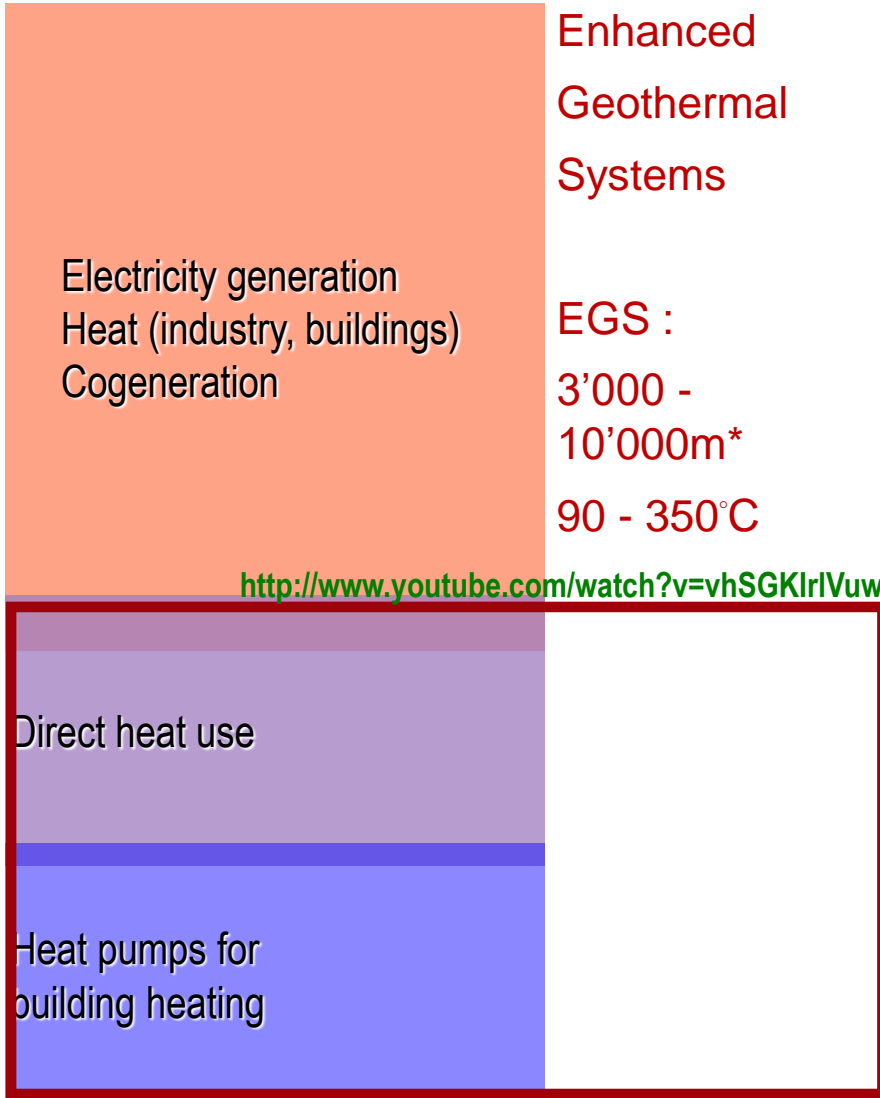 Enhanced
Geothermal
Systems
Electricity generation
Heat (industry, buildings)
Cogeneration
EGS :
3’000 -
10’000m*
90 - 350°C
http://www.youtube.com/watch?v=vhSGKIrIVuw
Direct heat use
Heat pumps for
building heating